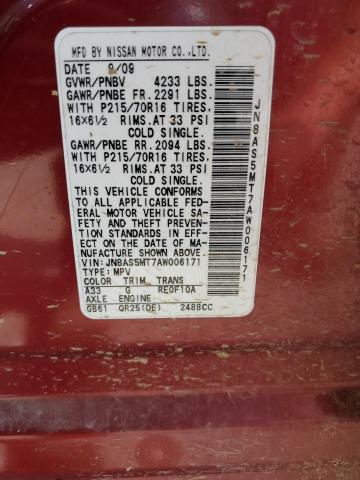 MFD BY NISSAN MOTOR CO.,LTD.
DATE 9/09
GVWR/PNBV 4233 LBS.
GAWR/PNBE FR.2291 LBS.
WITH P215/70R16 TIRES,
16X6½ RIMS.AT 33 PSI
COLD SINGLE.
GAWR/PNBE RR.2094 LBS.
WITH P215/70R16 TIRES,
16X6½ RIMS.AT 33 PSI
COLD SINGLE.
THIS VEHICLE CONFORMS
TO ALL APPLICABLE FED-
ERAL MOTOR VEHICLE SA-
FETY AND THEFT PREVENTION
STANDARDS IN EFF-
ECT ON THE DATE OF MA-
NUFACTURE SHOWN ABOVE.
VIN:JN8AS5MT7AW006171
TYPE:MPV
COLOR TRIM TRANS
A33 G RE0F10A
AXLE ENGINE
GB61 QR25(DE) 2488CC
JN8AS5MT7AW006171